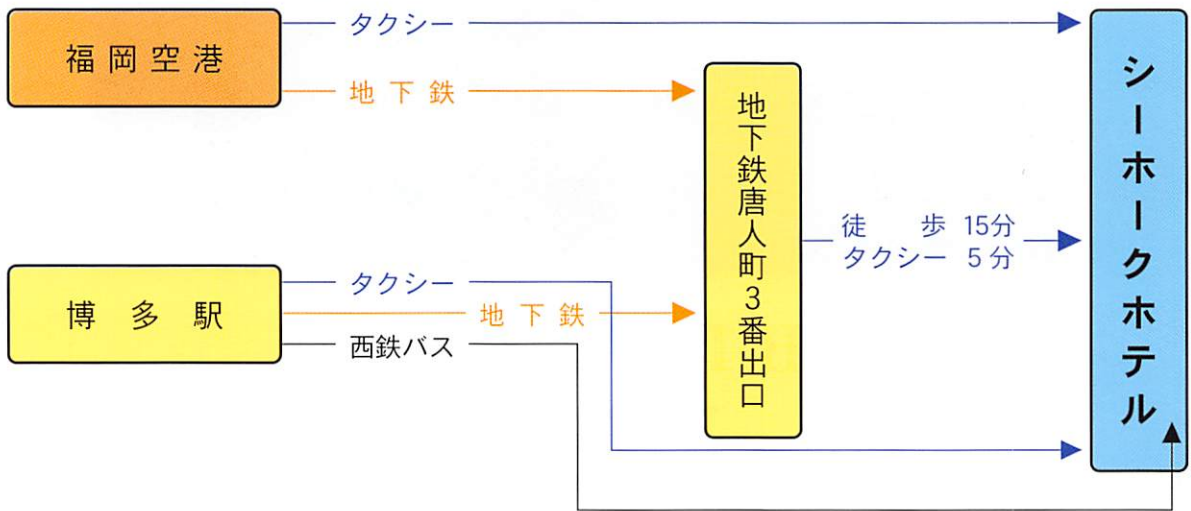 福岡空港
タクシー
地下鉄
博多駅
タクシー
地下鉄
西鉄バス
地下鉄唐人町3番出口
徒歩 15分
タクシー 5分
シーホークホテル